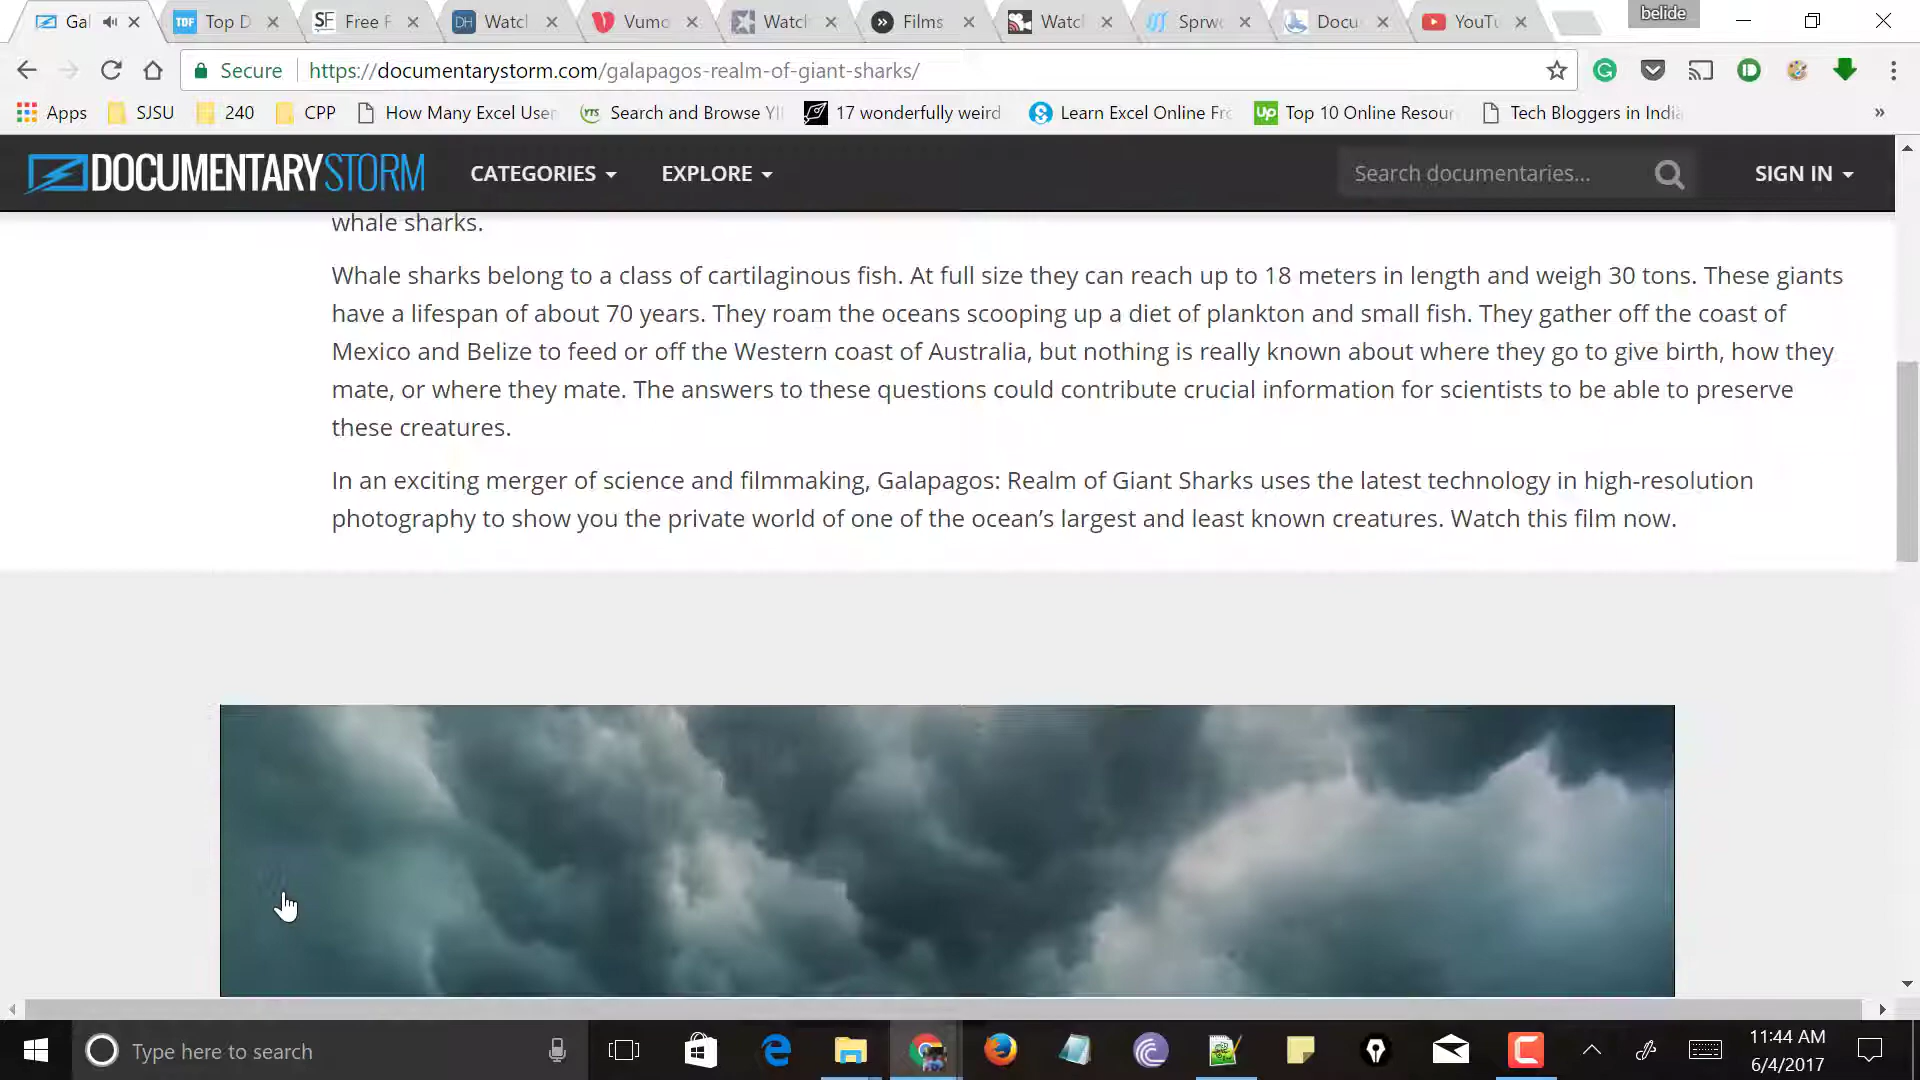 belide
Gal
Top D
SF Free F
DH Watch
Vumo
Watch
Films
Watch
Sprw
Docu
YouTu
Secure https://documentarystorm.com/galapagos-realm-of-giant-sharks/
Apps SJSU 240 CPP How Many Excel User YTS Search and Browse YI 17 wonderfully weird Learn Excel Online Fr Up Top 10 Online Resour Tech Bloggers in India »
DOCUMENTARYSTORM CATEGORIES EXPLORE Search documentaries... SIGN IN
whale sharks.
Whale sharks belong to a class of cartilaginous fish. At full size they can reach up to 18 meters in length and weigh 30 tons. These giants
have a lifespan of about 70 years. They roam the oceans scooping up a diet of plankton and small fish. They gather off the coast of
Mexico and Belize to feed or off the Western coast of Australia, but nothing is really known about where they go to give birth, how they
mate, or where they mate. The answers to these questions could contribute crucial information for scientists to be able to preserve
these creatures.
In an exciting merger of science and filmmaking, Galapagos: Realm of Giant Sharks uses the latest technology in high-resolution
photography to show you the private world of one of the ocean's largest and least known creatures. Watch this film now.
Type here to search
11:44 AM
6/4/2017